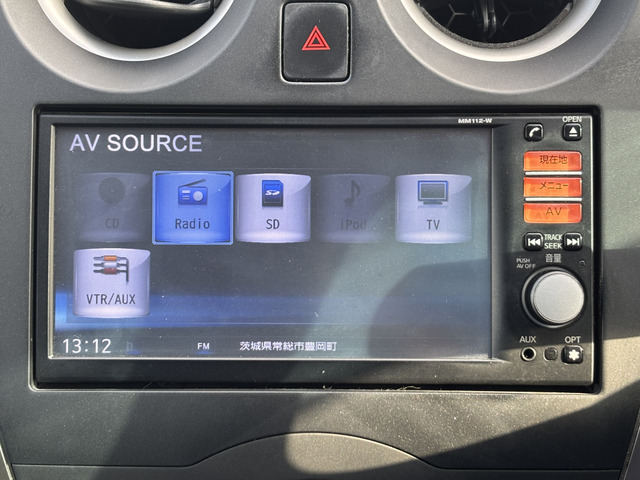 MM112-W
OPEN
AV SOURCE
現在地
メニュー
AV
CD
Radio
SD
SD
iPod
TV
TRACK
SEEK
音量
PUSH
AV OFF
VTR/AUX
13:12
FM
茨城県常総市豊岡町
AUX
OPT